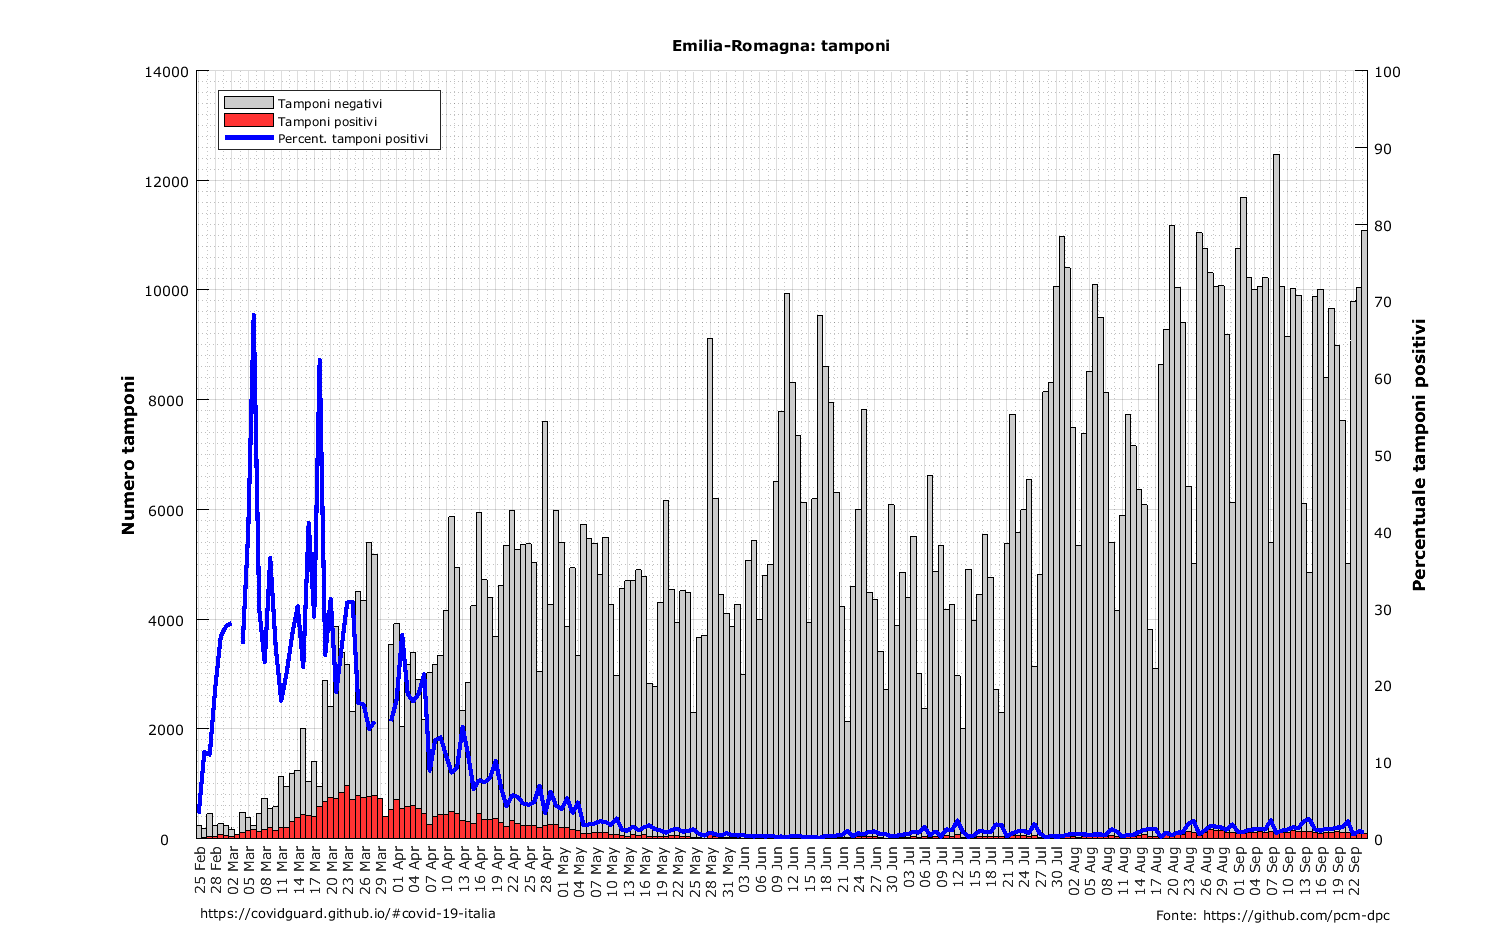 Emilia-Romagna: tamponi
Tamponi negativi
Tamponi positivi
Percent. tamponi positivi
Numero tamponi
14000
12000
10000
8000
6000
4000
2000
0
Percentuale tamponi positivi
100
90
80
70
60
50
40
30
20
10
0
25 Feb
28 Feb
02 Mar
05 Mar
08 Mar
11 Mar
14 Mar
17 Mar
20 Mar
23 Mar
26 Mar
29 Mar
01 Apr
04 Apr
07 Apr
10 Apr
13 Apr
16 Apr
19 Apr
22 Apr
25 Apr
28 Apr
01 May
04 May
07 May
10 May
13 May
16 May
19 May
22 May
25 May
28 May
31 May
03 Jun
06 Jun
09 Jun
12 Jun
15 Jun
18 Jun
21 Jun
24 Jun
27 Jun
30 Jun
03 Jul
06 Jul
09 Jul
12 Jul
15 Jul
18 Jul
21 Jul
24 Jul
27 Jul
30 Jul
02 Aug
05 Aug
08 Aug
11 Aug
14 Aug
17 Aug
20 Aug
23 Aug
26 Aug
29 Aug
01 Sep
04 Sep
07 Sep
10 Sep
13 Sep
16 Sep
19 Sep
22 Sep
https://covidguard.github.io/#covid-19-italia
Fonte: https://github.com/pcm-dpc